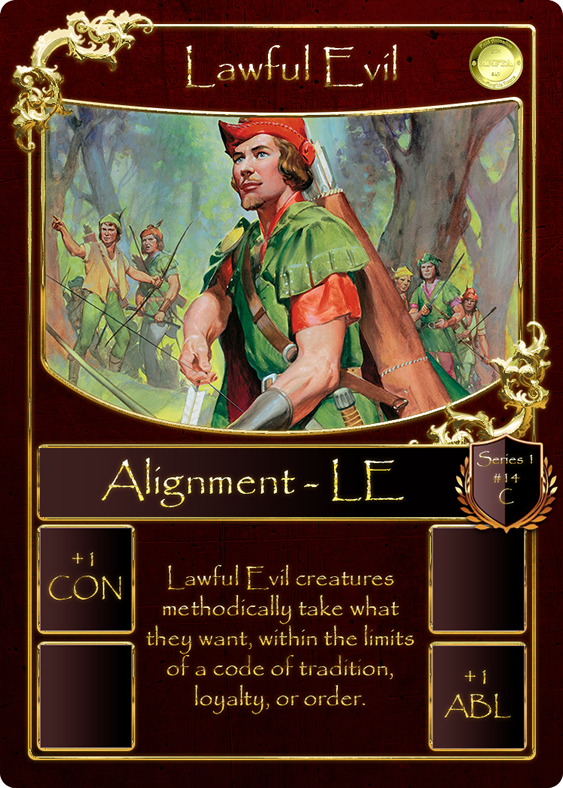 Lawful Evil
Alignment - LE
Series 1
#14
C
+1
CON
Lawful Evil creatures
methodically take what
they want, within the limits
of a code of tradition,
loyalty, or order.
+1
ABL